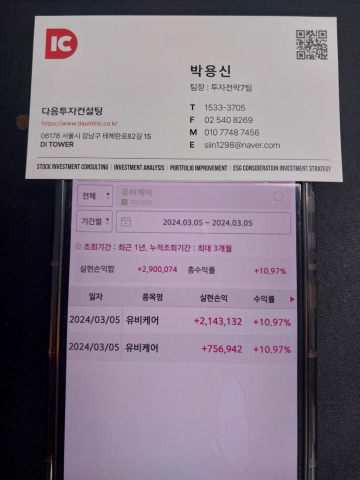 IC
박용신
팀장 : 투자전략7팀
다음투자컨설팅
https://www.dauminc.co.kr
06178 서울시 강남구 테헤란로82길 15
DI TOWER
T 1533-3705
F 02 540 8269
M 010 7748 7456
E siin1298@naver.com
STOCK INVESTMENT CONSULTING | INVESTMENT ANALYSIS | PORTFOLIO IMPROVEMENT | ESG CONSIDERATION INVESTMENT STRATEGY
전체 유비케어
기간별 2024.03.05 ~ 2024.03.05
조회기간 : 최근 1년, 누적조회기간 : 최대 3개월
실현손익합 +2,900,074 총수익률 +10.97%
일자 종목명 실현손익 수익률
2024/03/05 유비케어 +2,143,132 +10.97%
2024/03/05 유비케어 +756,942 +10.97%